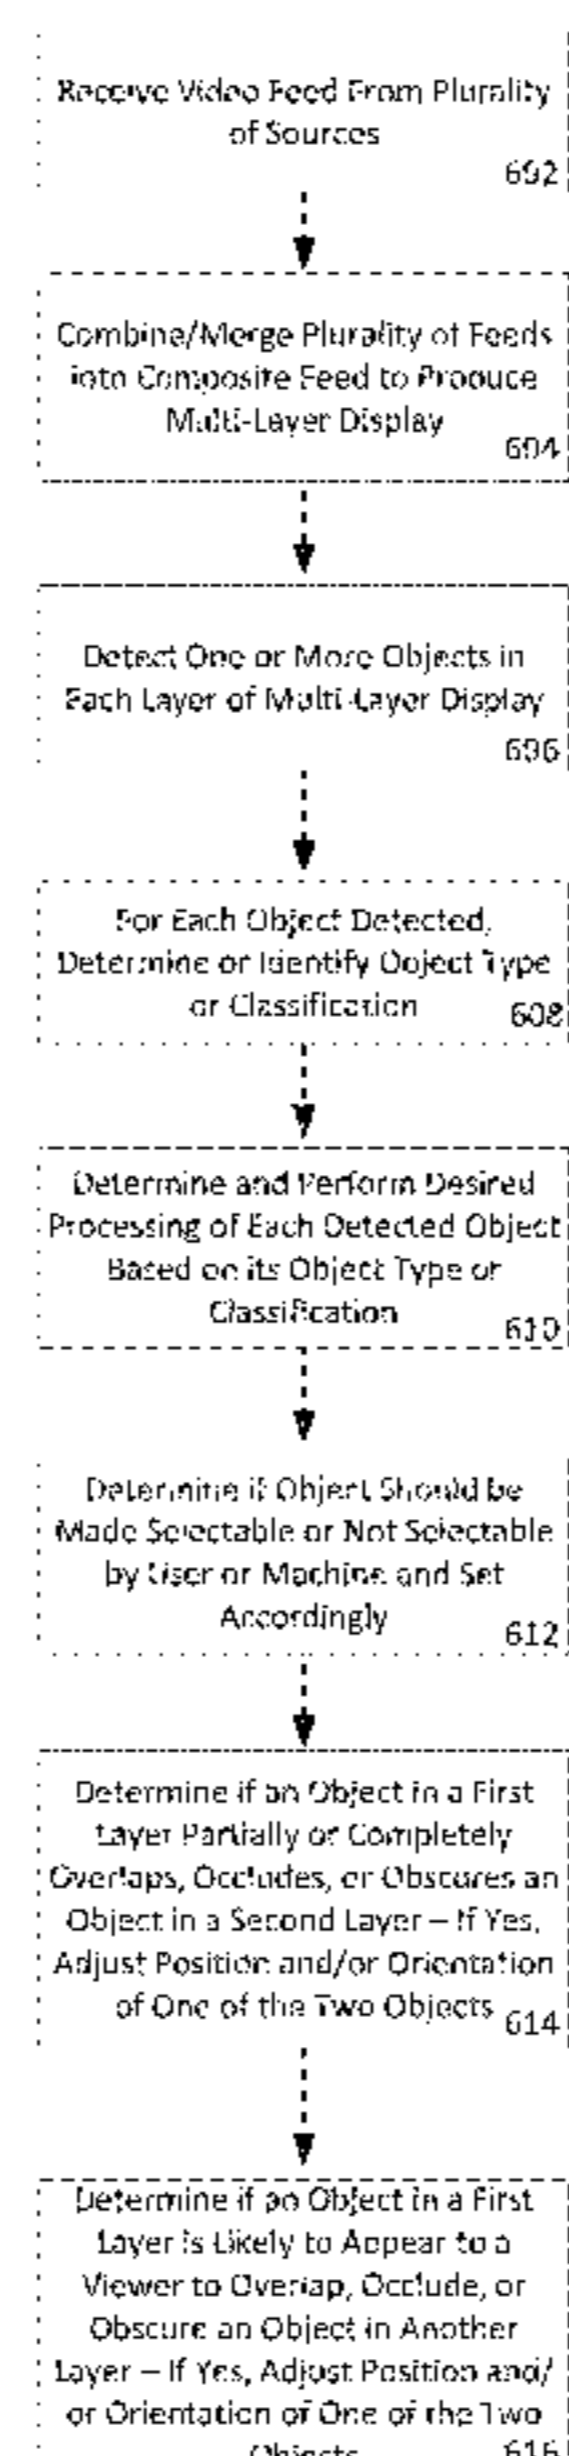 Receive Video Feed From Plurality
of Sources
602
Combine/Merge Plurality of Feeds
into Composite Feed to Produce
Multi-Layer Display
604
Detect One or More Objects in
Each Layer of Multi-Layer Display
606
For Each Object Detected,
Determine or Identify Object Type
or Classification
608
Determine and Perform Desired
Processing of Each Detected Object
Based on its Object Type or
Classification
610
Determine if Object Should be
Made Selectable or Not Selectable
by User or Machine and Set
Accordingly
612
Determine if an Object in a First
Layer Partially or Completely
Overlaps, Occludes, or Obscures an
Object in a Second Layer – If Yes,
Adjust Position and/or Orientation
of One of the Two Objects
614
Determine if an Object in a First
Layer is Likely to Appear to a
Viewer to Overlap, Occlude, or
Obscure an Object in Another
Layer – If Yes, Adjust Position and/
or Orientation of One of the Two
Objects
616